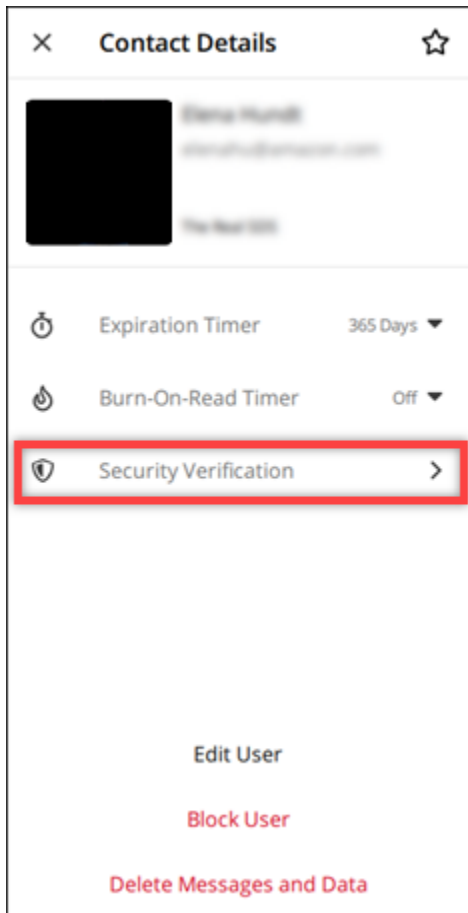 Contact Details
Expiration Timer 365 Days
Burn-On-Read Timer Off
Security Verification
Edit User
Block User
Delete Messages and Data